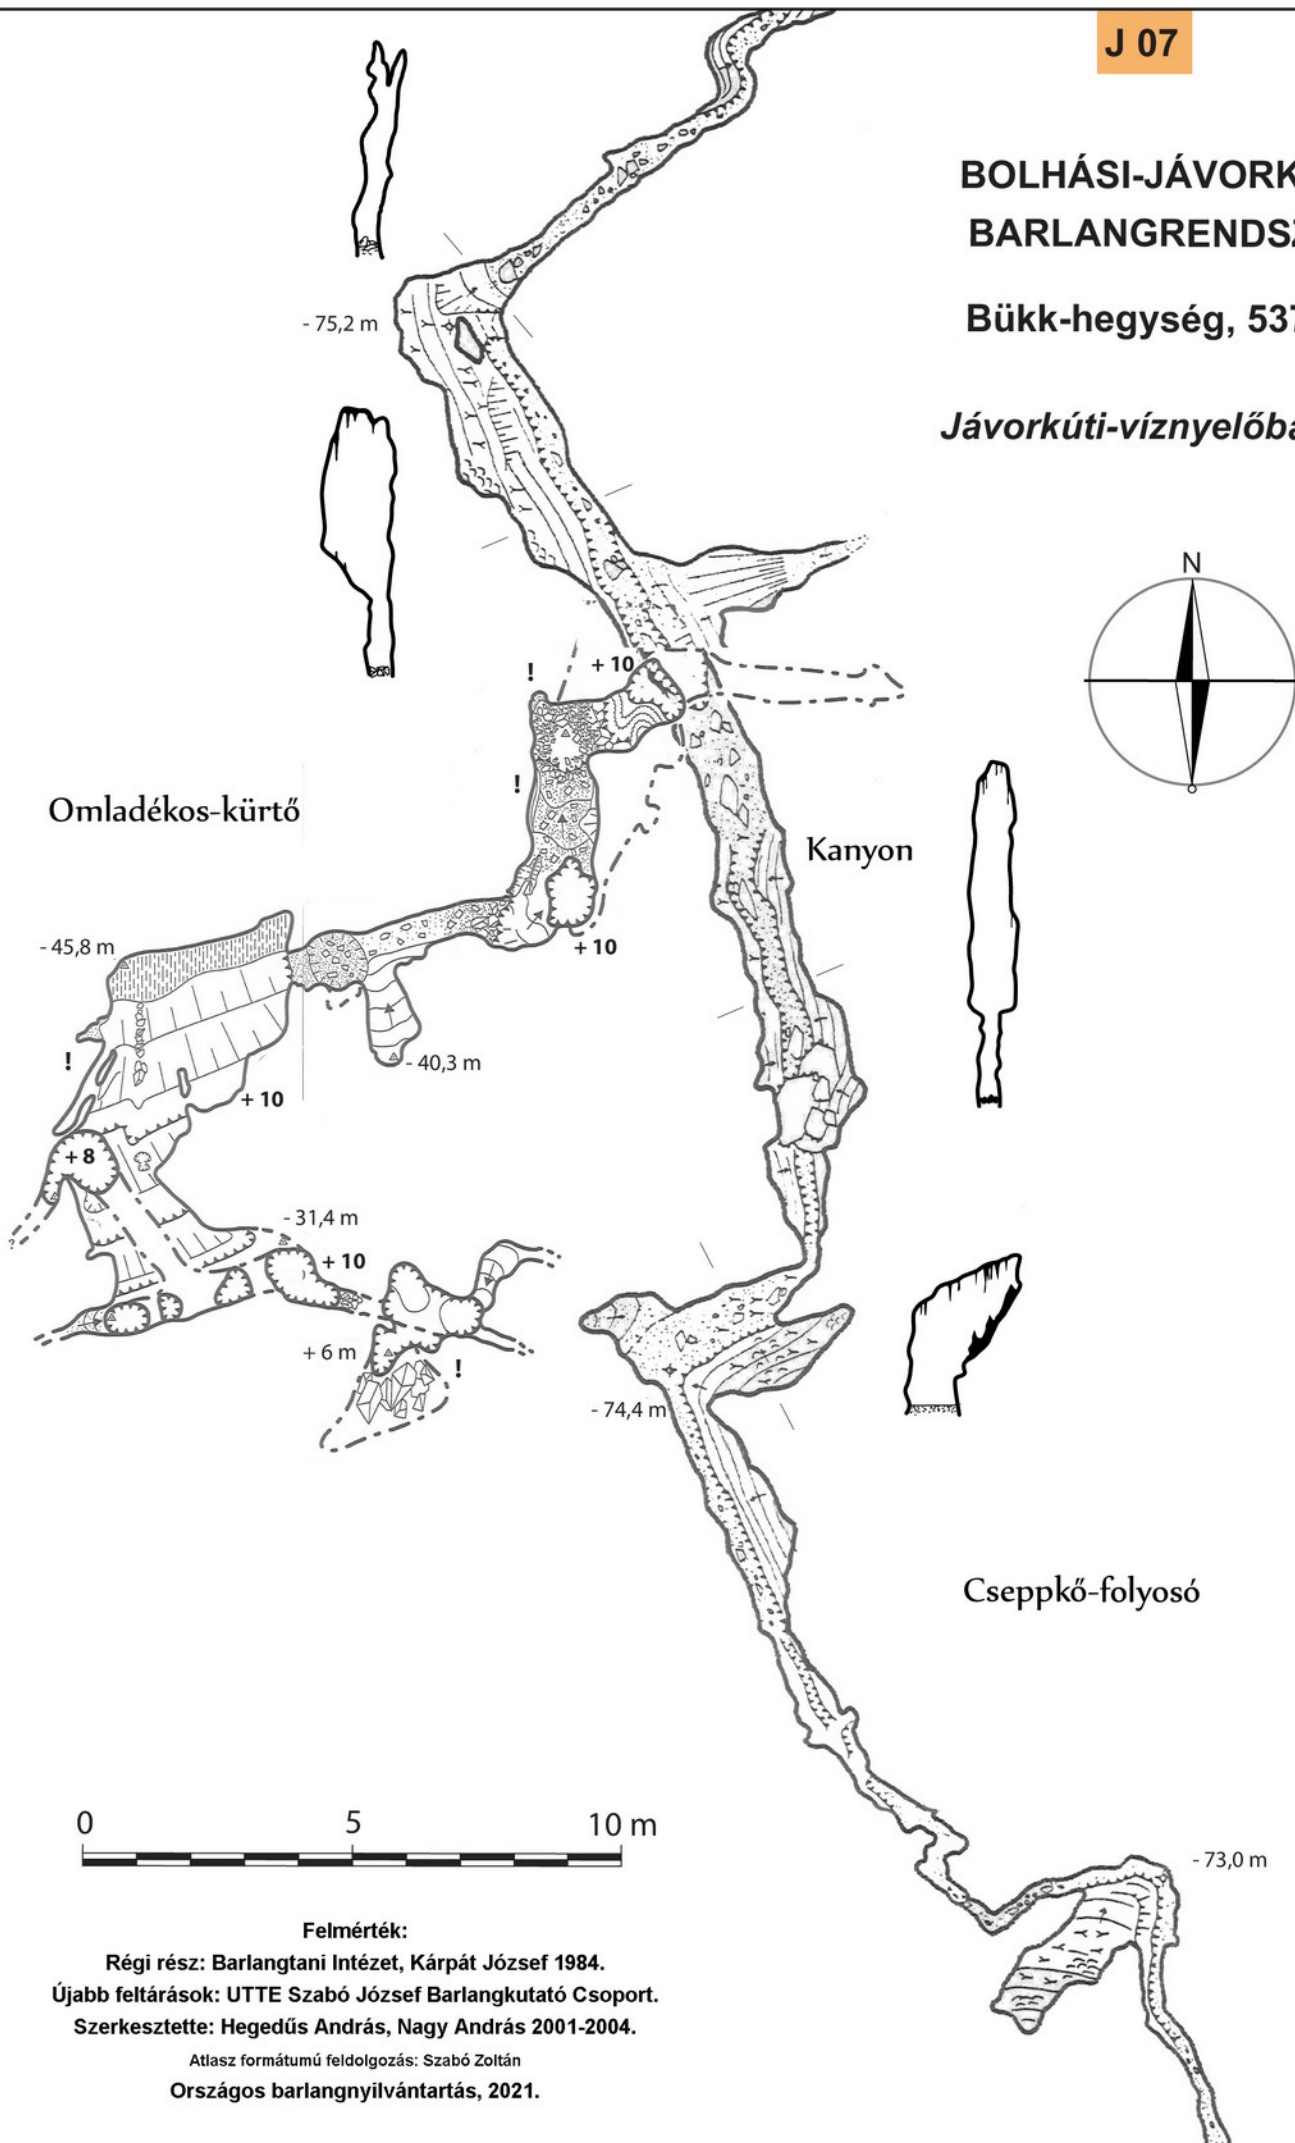 J 07
BOLHÁSI-JÁVORK
BARLANGRENDSZ
Bükk-hegység, 537
Jávorkúti-víznyelőba
- 75,2 m
N
+ 10
!
!
Omladékos-kürtő
Kanyon
- 45,8 m
+ 10
- 40,3 m
!
+ 10
+ 8
- 31,4 m
+ 10
?
+ 6 m
!
- 74,4 m
Cseppkő-folyosó
0 5 10 m
- 73,0 m
Felmérték:
Régi rész: Barlangtani Intézet, Kárpát József 1984.
Újabb feltárások: UTTE Szabó József Barlangkutató Csoport.
Szerkesztette: Hegedűs András, Nagy András 2001-2004.
Atlasz formátumú feldolgozás: Szabó Zoltán
Országos barlangnyilvántartás, 2021.